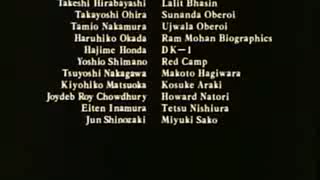 Takeshi Hirabayashi Lalit Bhasin
Takayoshi Ohira Sunanda Oberoi
Tamio Nakamura Ujwala Oberoi
Haruhiko Okada Ram Mohan Biographics
Hajime Honda DK-1
Yoshio Shimano Red Camp
Tsuyoshi Nakagawa Makoto Hagiwara
Kiyohiko Matsuoka Kosuke Araki
Joydeb Roy Chowdhury Howard Natori
Eiten Inamura Tetsu Nishiura
Jun Shinozaki Miyuki Sako